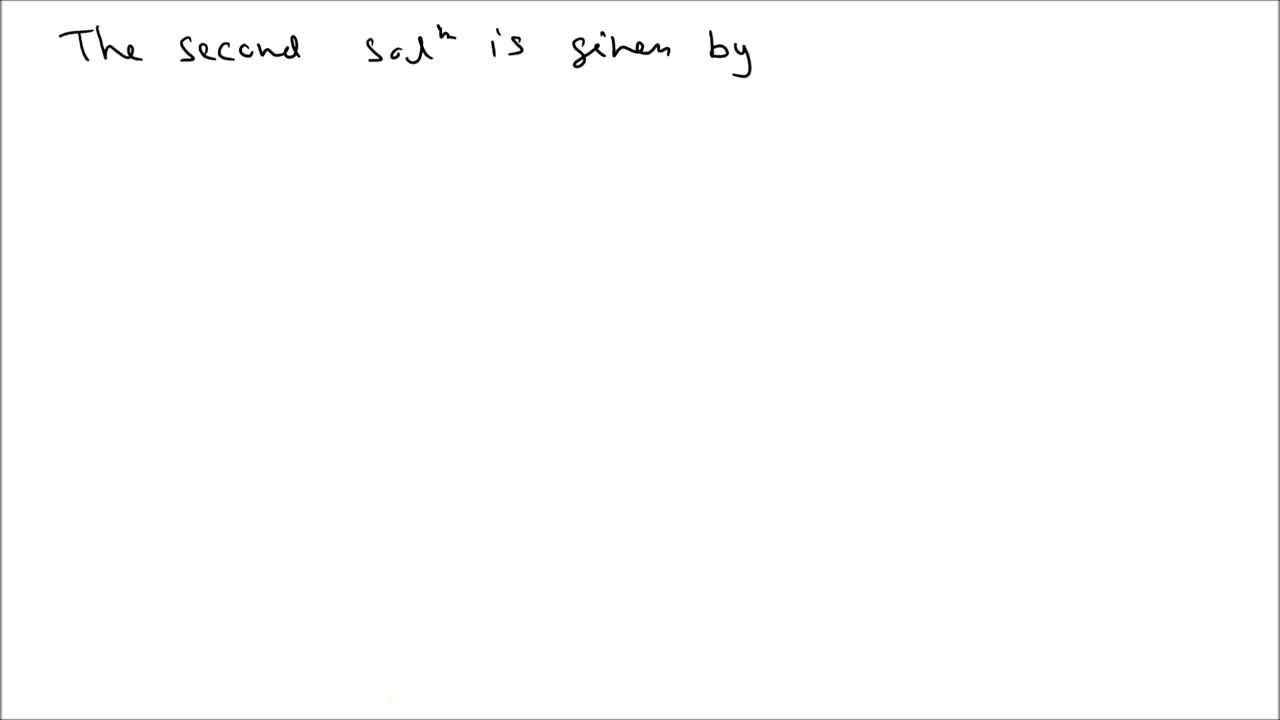 The second solⁿ is given by